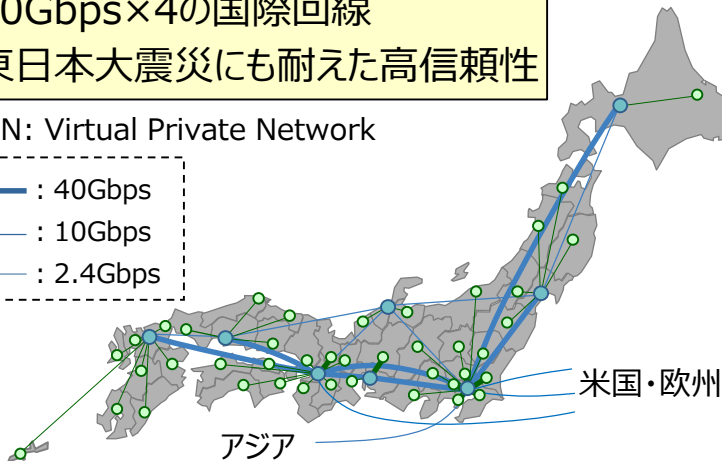 0Gbps×4の国際回線
東日本大震災にも耐えた高信頼性
N: Virtual Private Network
: 40Gbps
: 10Gbps
: 2.4Gbps
米国・欧州
アジア